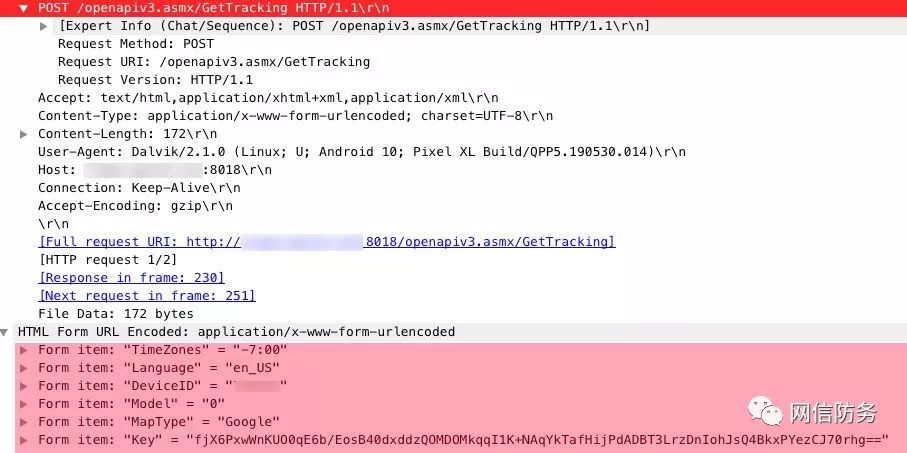 POST /openapiv3.asmx/GetTracking HTTP/1.1\r\n
[Expert Info (Chat/Sequence): POST /openapiv3.asmx/GetTracking HTTP/1.1\r\n]
Request Method: POST
Request URI: /openapiv3.asmx/GetTracking
Request Version: HTTP/1.1
Accept: text/html,application/xhtml+xml,application/xml\r\n
Content-Type: application/x-www-form-urlencoded; charset=UTF-8\r\n
Content-Length: 172\r\n
User-Agent: Dalvik/2.1.0 (Linux; U; Android 10; Pixel XL Build/QPP5.190530.014)\r\n
Host: :8018\r\n
Connection: Keep-Alive\r\n
Accept-Encoding: gzip\r\n
\r\n
[Full request URI: http:// 8018/openapiv3.asmx/GetTracking]
[HTTP request 1/2]
[Response in frame: 230]
[Next request in frame: 251]
File Data: 172 bytes
HTML Form URL Encoded: application/x-www-form-urlencoded
Form item: "TimeZones" = "-7:00"
Form item: "Language" = "en_US"
Form item: "DeviceID" = " "
Form item: "Model" = "0"
Form item: "MapType" = "Google"
Form item: "Key" = "fjX6PxwWnKUO0qE6b/EosB40dxddzQOMDOMkqqI1K+NAqYkTafHijPdADBT3LrzDnIohJsQ4BkxPYezCJ70rhg=="
网信防务